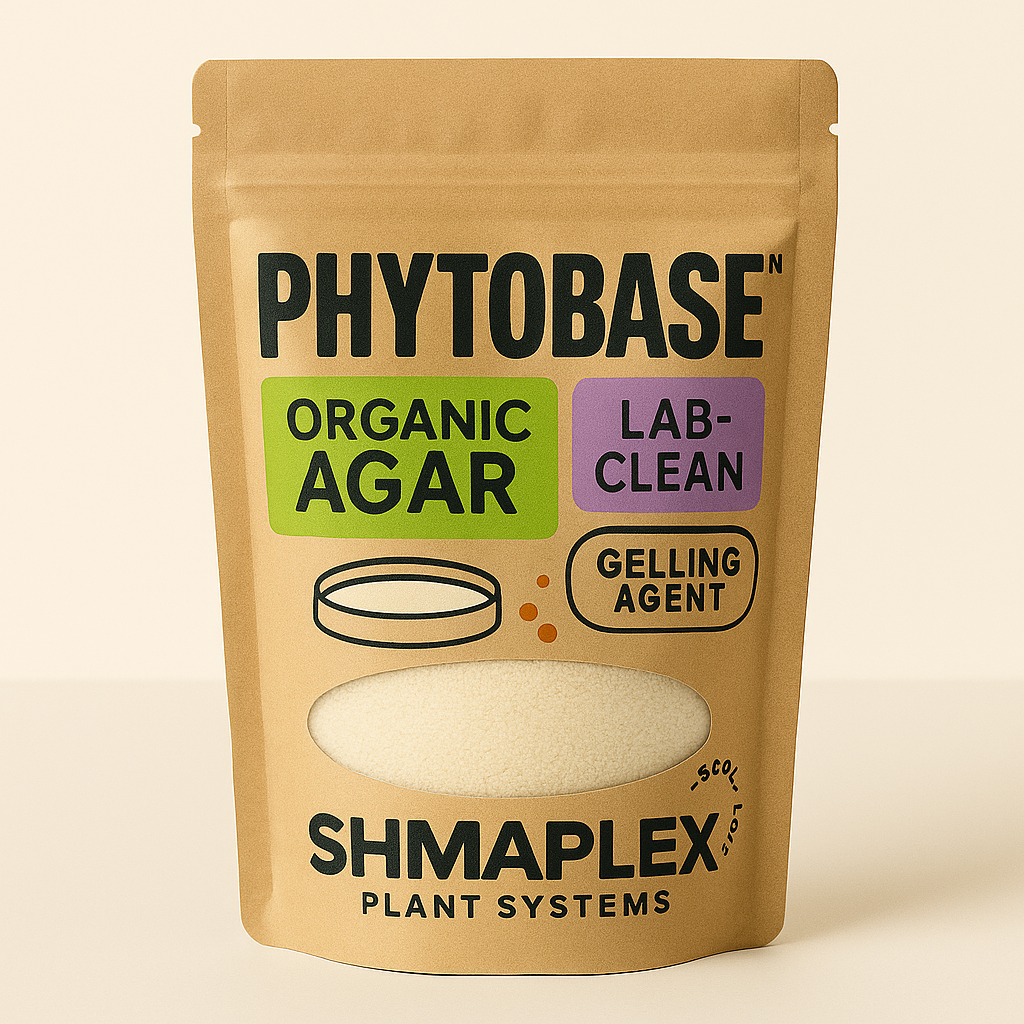 PHYTOBASE N
ORGANIC
AGAR
LAB-
CLEAN
GELLING
AGENT
SHMAPLEX
PLANT SYSTEMS